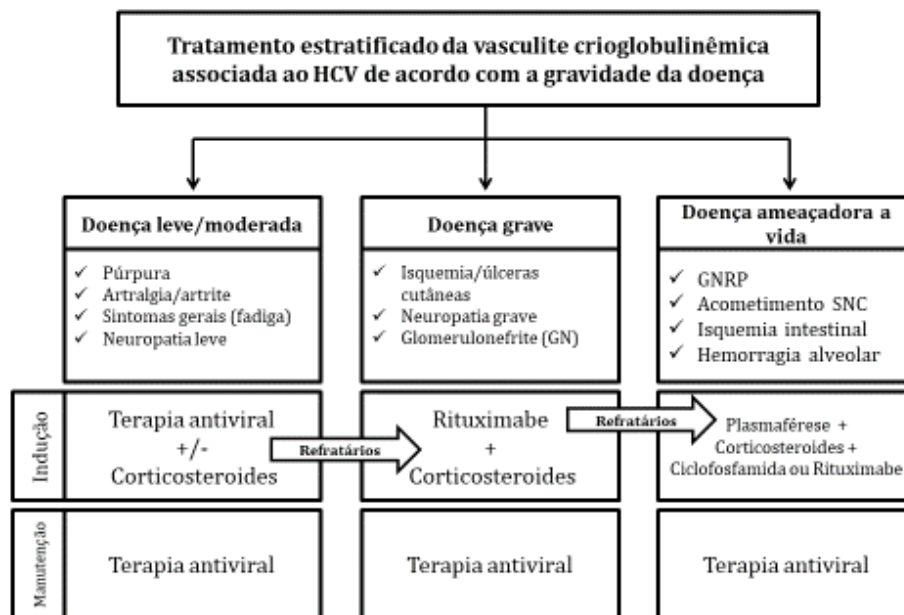 Tratamento estratificado da vasculite crioglobulinêmica
associada ao HCV de acordo com a gravidade da doença
Doença leve/moderada
✓ Púrpura
✓ Artralgia/artrite
✓ Sintomas gerais (fadiga)
✓ Neuropatia leve
Doença grave
✓ Isquemia/úlceras
cutâneas
✓ Neuropatia grave
✓ Glomerulonefrite (GN)
Doença ameaçadora a
vida
✓ GNRP
✓ Acometimento SNC
✓ Isquemia intestinal
✓ Hemorragia alveolar
Indução
Terapia antiviral
+/-
Corticosteroides
Refratários
Rituximabe
+
Corticosteroides
Refratários
Plasmaférese +
Corticosteroides +
Ciclofosfamida ou Rituximabe
Manutenção
Terapia antiviral
Terapia antiviral
Terapia antiviral